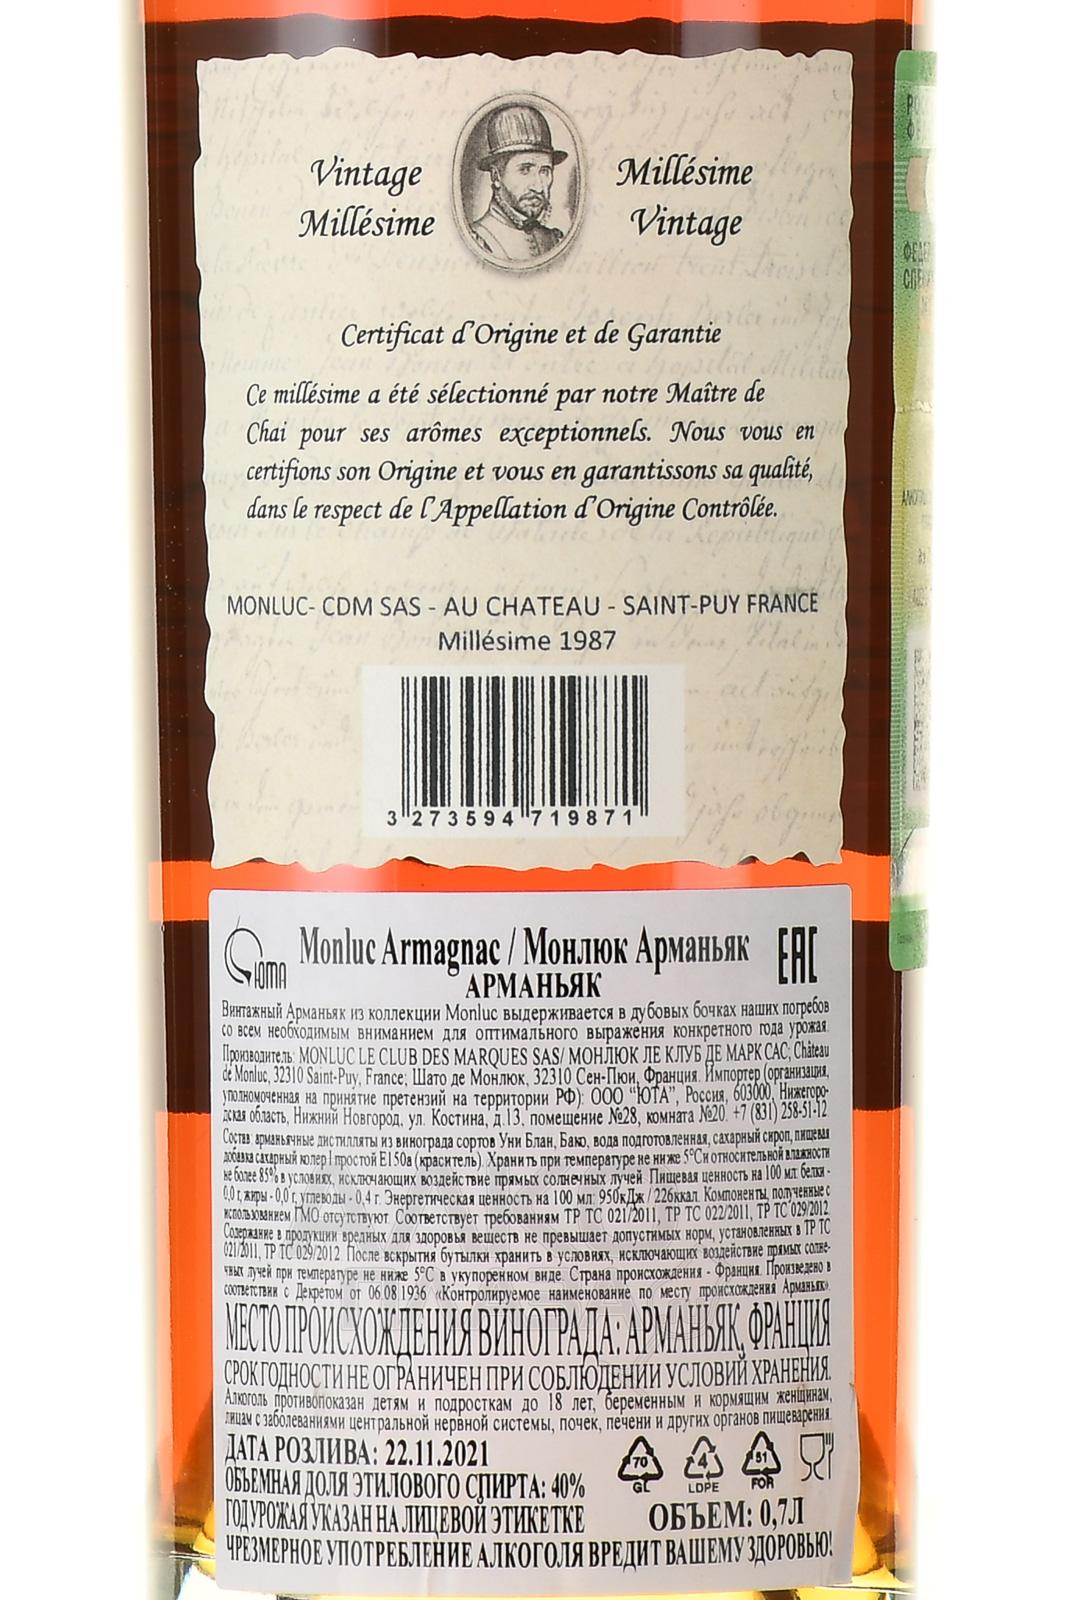 Vintage
Millésime
Millésime
Vintage
Certificat d'Origine et de Garantie
Ce millésime a été sélectionné par notre Maître de
Chai pour ses arômes exceptionnels. Nous vous en
certifions son Origine et vous en garantissons sa qualité,
dans le respect de l'Appellation d'Origine Contrôlée.
MONLUC- CDM SAS - AU CHATEAU - SAINT-PUY FRANCE
Millésime 1987
3 273594 719871
ЮТА
Monluc Armagnac / Монлюк Арманьяк
EAC
АРМАНЬЯК
Винтажный Арманьяк из коллекции Monluc выдерживается в дубовых бочках наших погребов
со всем необходимым вниманием для оптимального выражения конкретного года урожая.
Производитель: MONLUC LE CLUB DES MARQUES SAS/ МОНЛЮК ЛЕ КЛУБ ДЕ МАРК САС; Château
de Monluc, 32310 Saint-Puy, France; Шато де Монлюк, 32310 Сен-Пюи, Франция. Импортер (организация,
уполномоченная на принятие претензий на территории РФ): ООО "ЮТА", Россия, 603000, Нижегоро-
дская область, Нижний Новгород, ул. Костина, д.13, помещение №28, комната №20. +7 (831) 258-51-12
Состав: арманьячные дистилляты из винограда сортов Уни Блан, Бако, вода подготовленная, сахарный сироп, пищевая
добавка сахарный колер I простой Е150а (краситель). Хранить при температуре не ниже 5°С и относительной влажности
не более 85% в условиях, исключающих воздействие прямых солнечных лучей. Пищевая ценность на 100 мл: белки -
0,0 г, жиры - 0,0 г, углеводы - 0,4 г. Энергетическая ценность на 100 мл: 950кДж / 226ккал. Компоненты, полученные с
использованием ГМО отсутствуют. Соответствует требованиям ТР ТС 021/2011, ТР ТС 022/2011, ТР ТС 029/2012.
Содержание в продукции вредных для здоровья веществ не превышает допустимых норм, установленных в ТР ТС
021/2011, ТР ТС 029/2012. После вскрытия бутылки хранить в условиях, исключающих воздействие прямых солне-
чных лучей при температуре не ниже 5°С в укупоренном виде. Страна происхождения - Франция. Произведено в
соответствии с Декретом от 06.08.1936 «Контролируемое наименование по месту происхождения Арманьяк».
МЕСТО ПРОИСХОЖДЕНИЯ ВИНОГРАДА: АРМАНЬЯК, ФРАНЦИЯ
СРОК ГОДНОСТИ НЕ ОГРАНИЧЕН ПРИ СОБЛЮДЕНИИ УСЛОВИЙ ХРАНЕНИЯ.
Алкоголь противопоказан детям и подросткам до 18 лет, беременным и кормящим женщинам,
лицам с заболеваниями центральной нервной системы, почек, печени и других органов пищеварения.
ДАТА РОЗЛИВА: 22.11.2021
ОБЪЕМНАЯ ДОЛЯ ЭТИЛОВОГО СПИРТА: 40%
70 4 51
GL LDPE FOR
ГОД УРОЖАЯ УКАЗАН НА ЛИЦЕВОЙ ЭТИКЕТКЕ
ОБЪЕМ: 0,7Л
ЧРЕЗМЕРНОЕ УПОТРЕБЛЕНИЕ АЛКОГОЛЯ ВРЕДИТ ВАШЕМУ ЗДОРОВЬЮ!